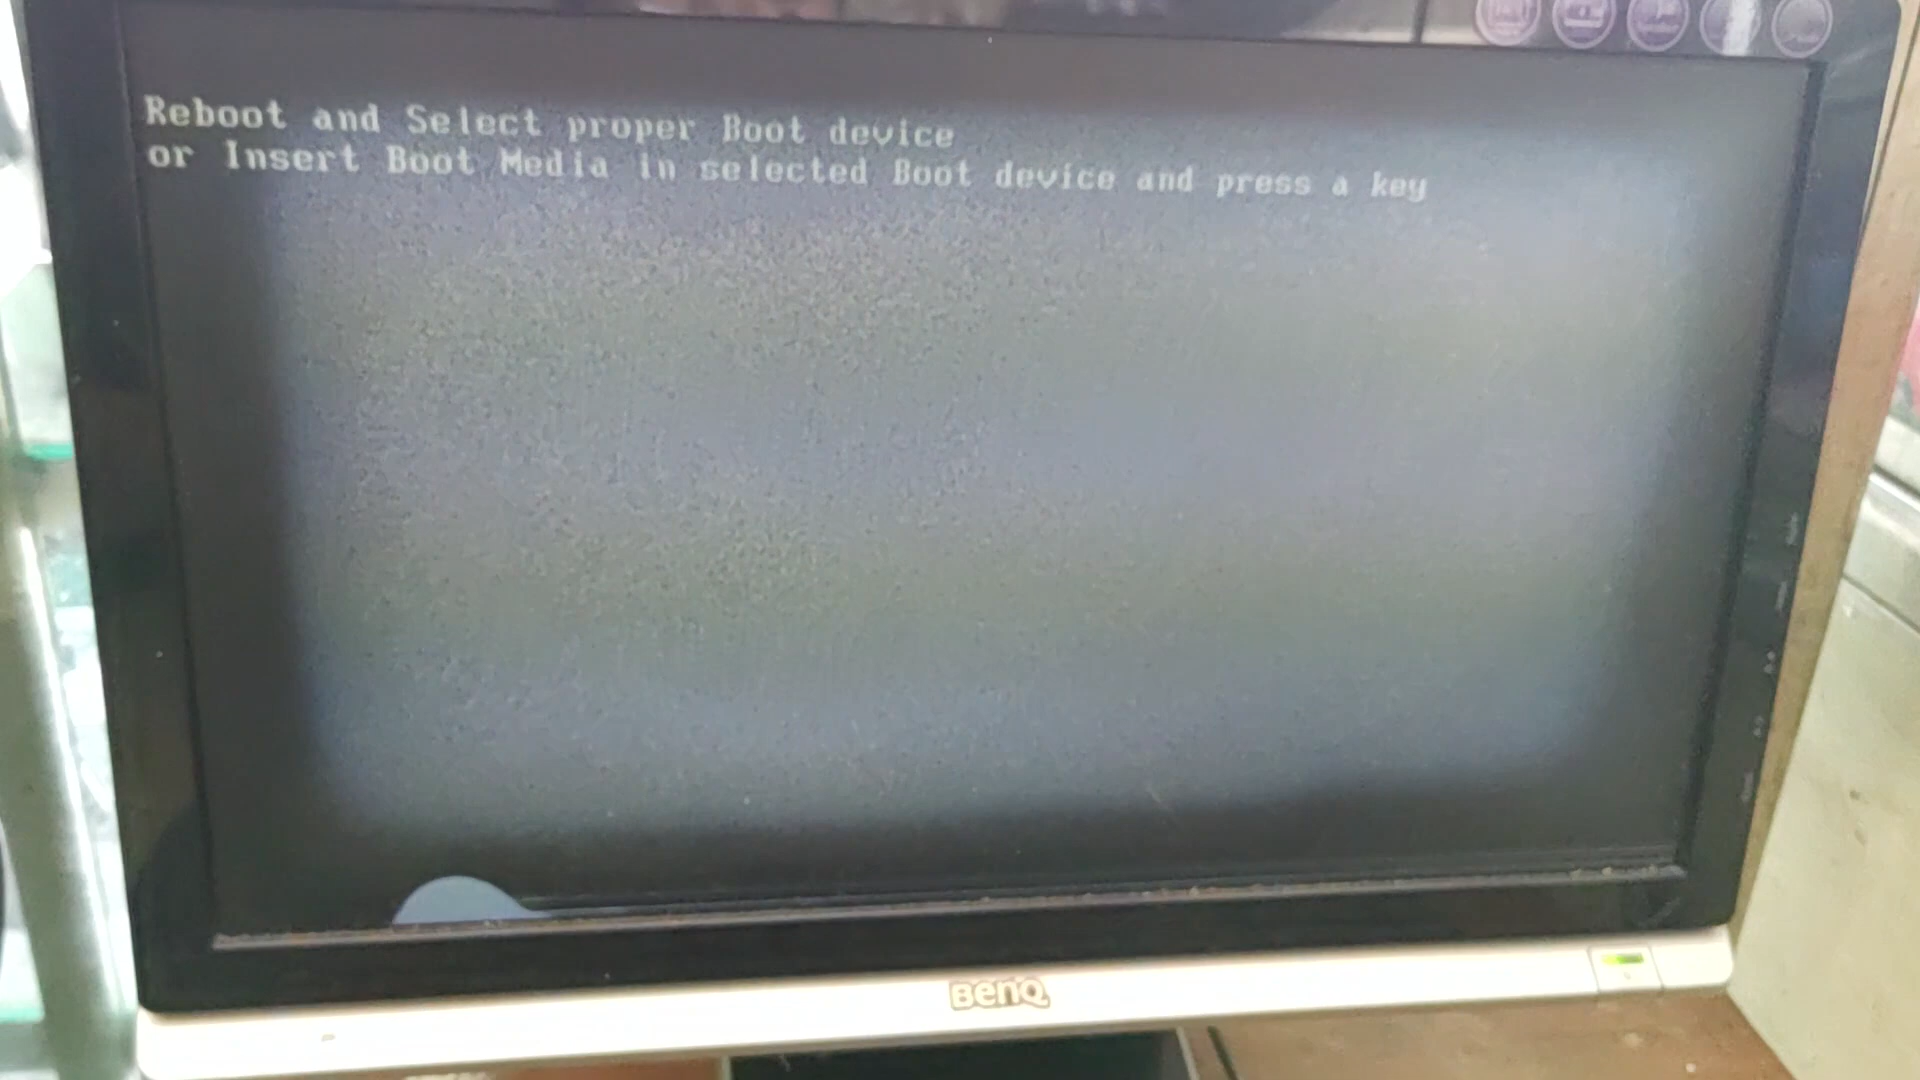 Reboot and Select proper Boot device
or Insert Boot Media in selected Boot device and press a key
BenQ